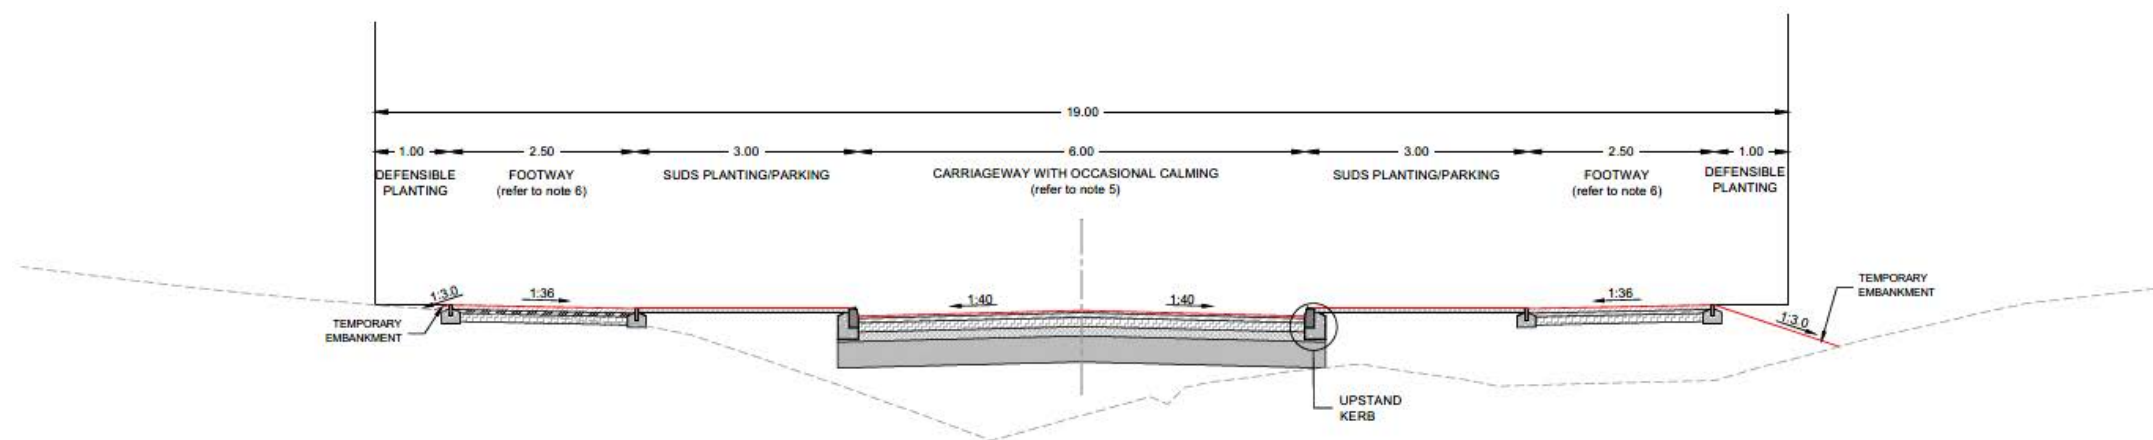 19.00
1.00
2.50
3.00
6.00
3.00
2.50
1.00
DEFENSIBLE
PLANTING
FOOTWAY
(refer to note 6)
SUDS PLANTING/PARKING
CARRIAGEWAY WITH OCCASIONAL CALMING
(refer to note 5)
SUDS PLANTING/PARKING
FOOTWAY
(refer to note 6)
DEFENSIBLE
PLANTING
1:3.0
1:36
1:40
1:40
1:36
1:3.0
TEMPORARY
EMBANKMENT
TEMPORARY
EMBANKMENT
UPSTAND
KERB